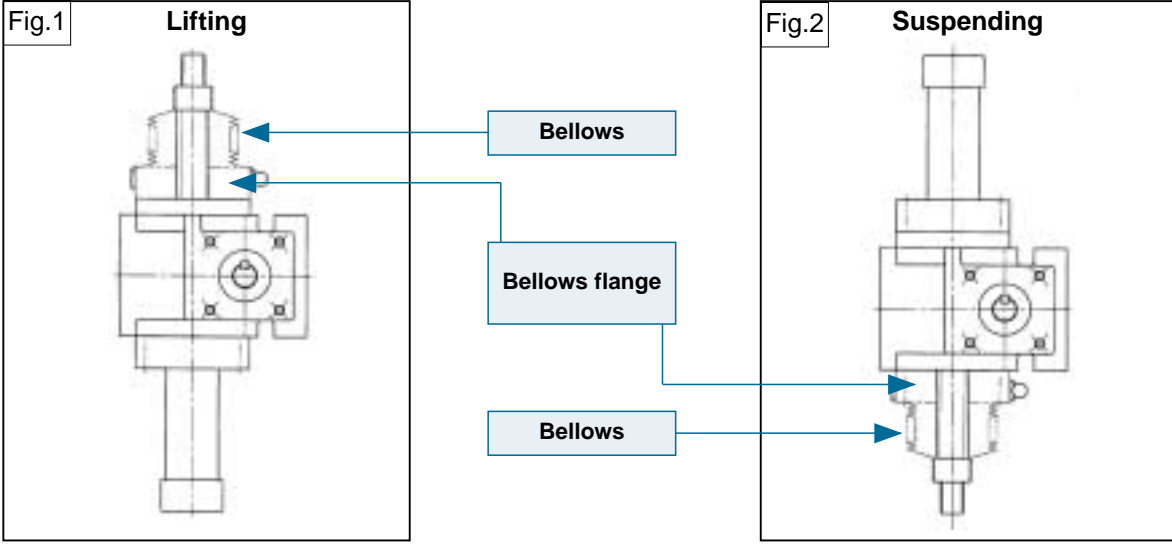 Fig.1
Lifting
Fig.2
Suspending
Bellows
Bellows flange
Bellows